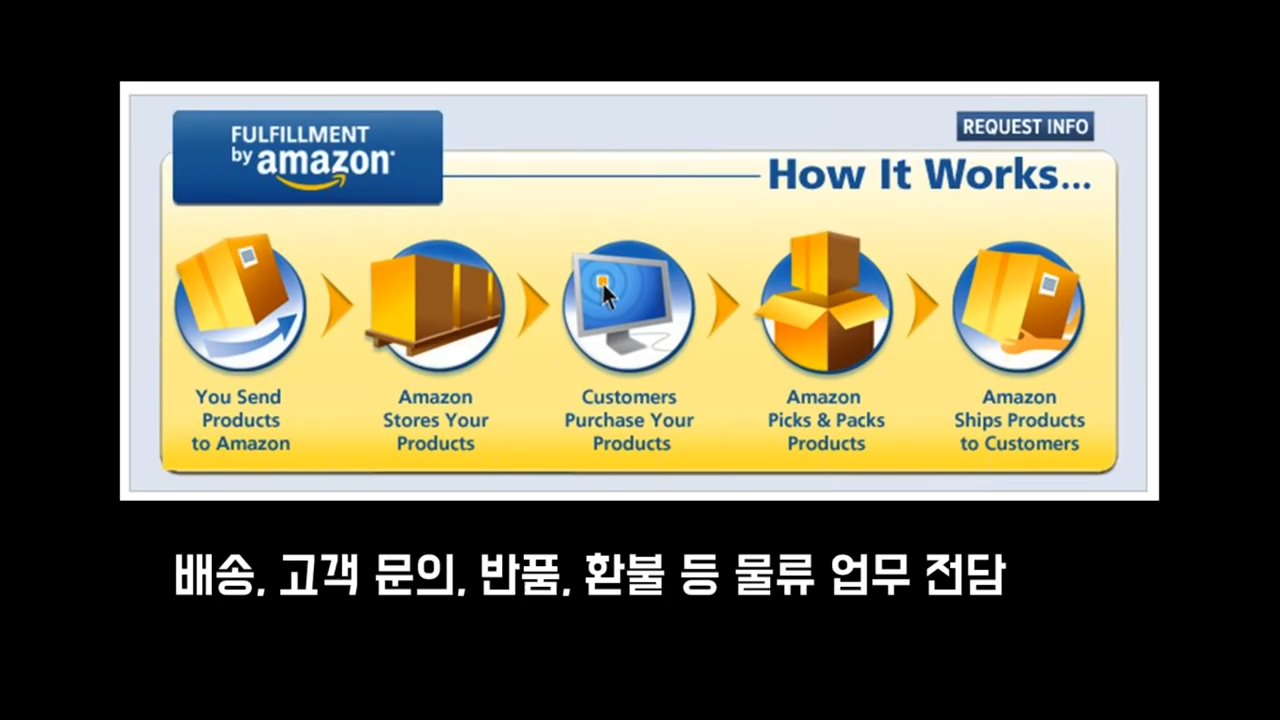 FULFILLMENT
by amazon
REQUEST INFO
How It Works...
You Send
Products
to Amazon
Amazon
Stores Your
Products
Customers
Purchase Your
Products
Amazon
Picks & Packs
Products
Amazon
Ships Products
to Customers
배송, 고객 문의, 반품, 환불 등 물류 업무 전담